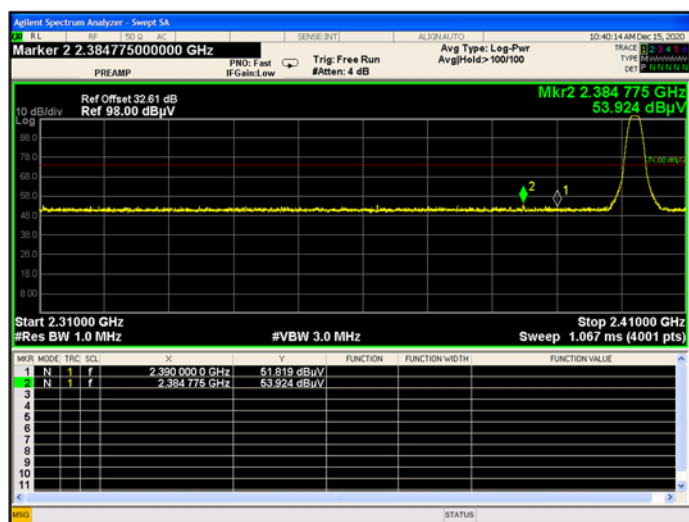 Agilent Spectrum Analyzer - Swept SA
RL RF 50 Ω AC SENSE:INT ALIGN AUTO 10:40:14 AM Dec 15, 2020
Marker 2 2.384775000000 GHz
PREAMP
PNO: Fast
IFGain:Low
Trig: Free Run
#Atten: 4 dB
Avg Type: Log-Pwr
Avg|Hold:>100/100
TRACE 1 2 3 4 5 6
TYPE M
DET P N N N N N
Mkr2 2.384 775 GHz
53.924 dBµV
Ref Offset 32.61 dB
10 dB/div Ref 98.00 dBµV
Log
88.0
78.0
68.0
58.0
48.0
38.0
28.0
18.0
8.00
2
1
Start 2.31000 GHz Stop 2.41000 GHz
#Res BW 1.0 MHz #VBW 3.0 MHz Sweep 1.067 ms (4001 pts)
MKR MODE TRC SCL X Y FUNCTION FUNCTION WIDTH FUNCTION VALUE
1 N 1 f 2.390 000 0 GHz 51.819 dBµV
2 N 1 f 2.384 775 GHz 53.924 dBµV
3
4
5
6
7
8
9
10
11
MSG STATUS